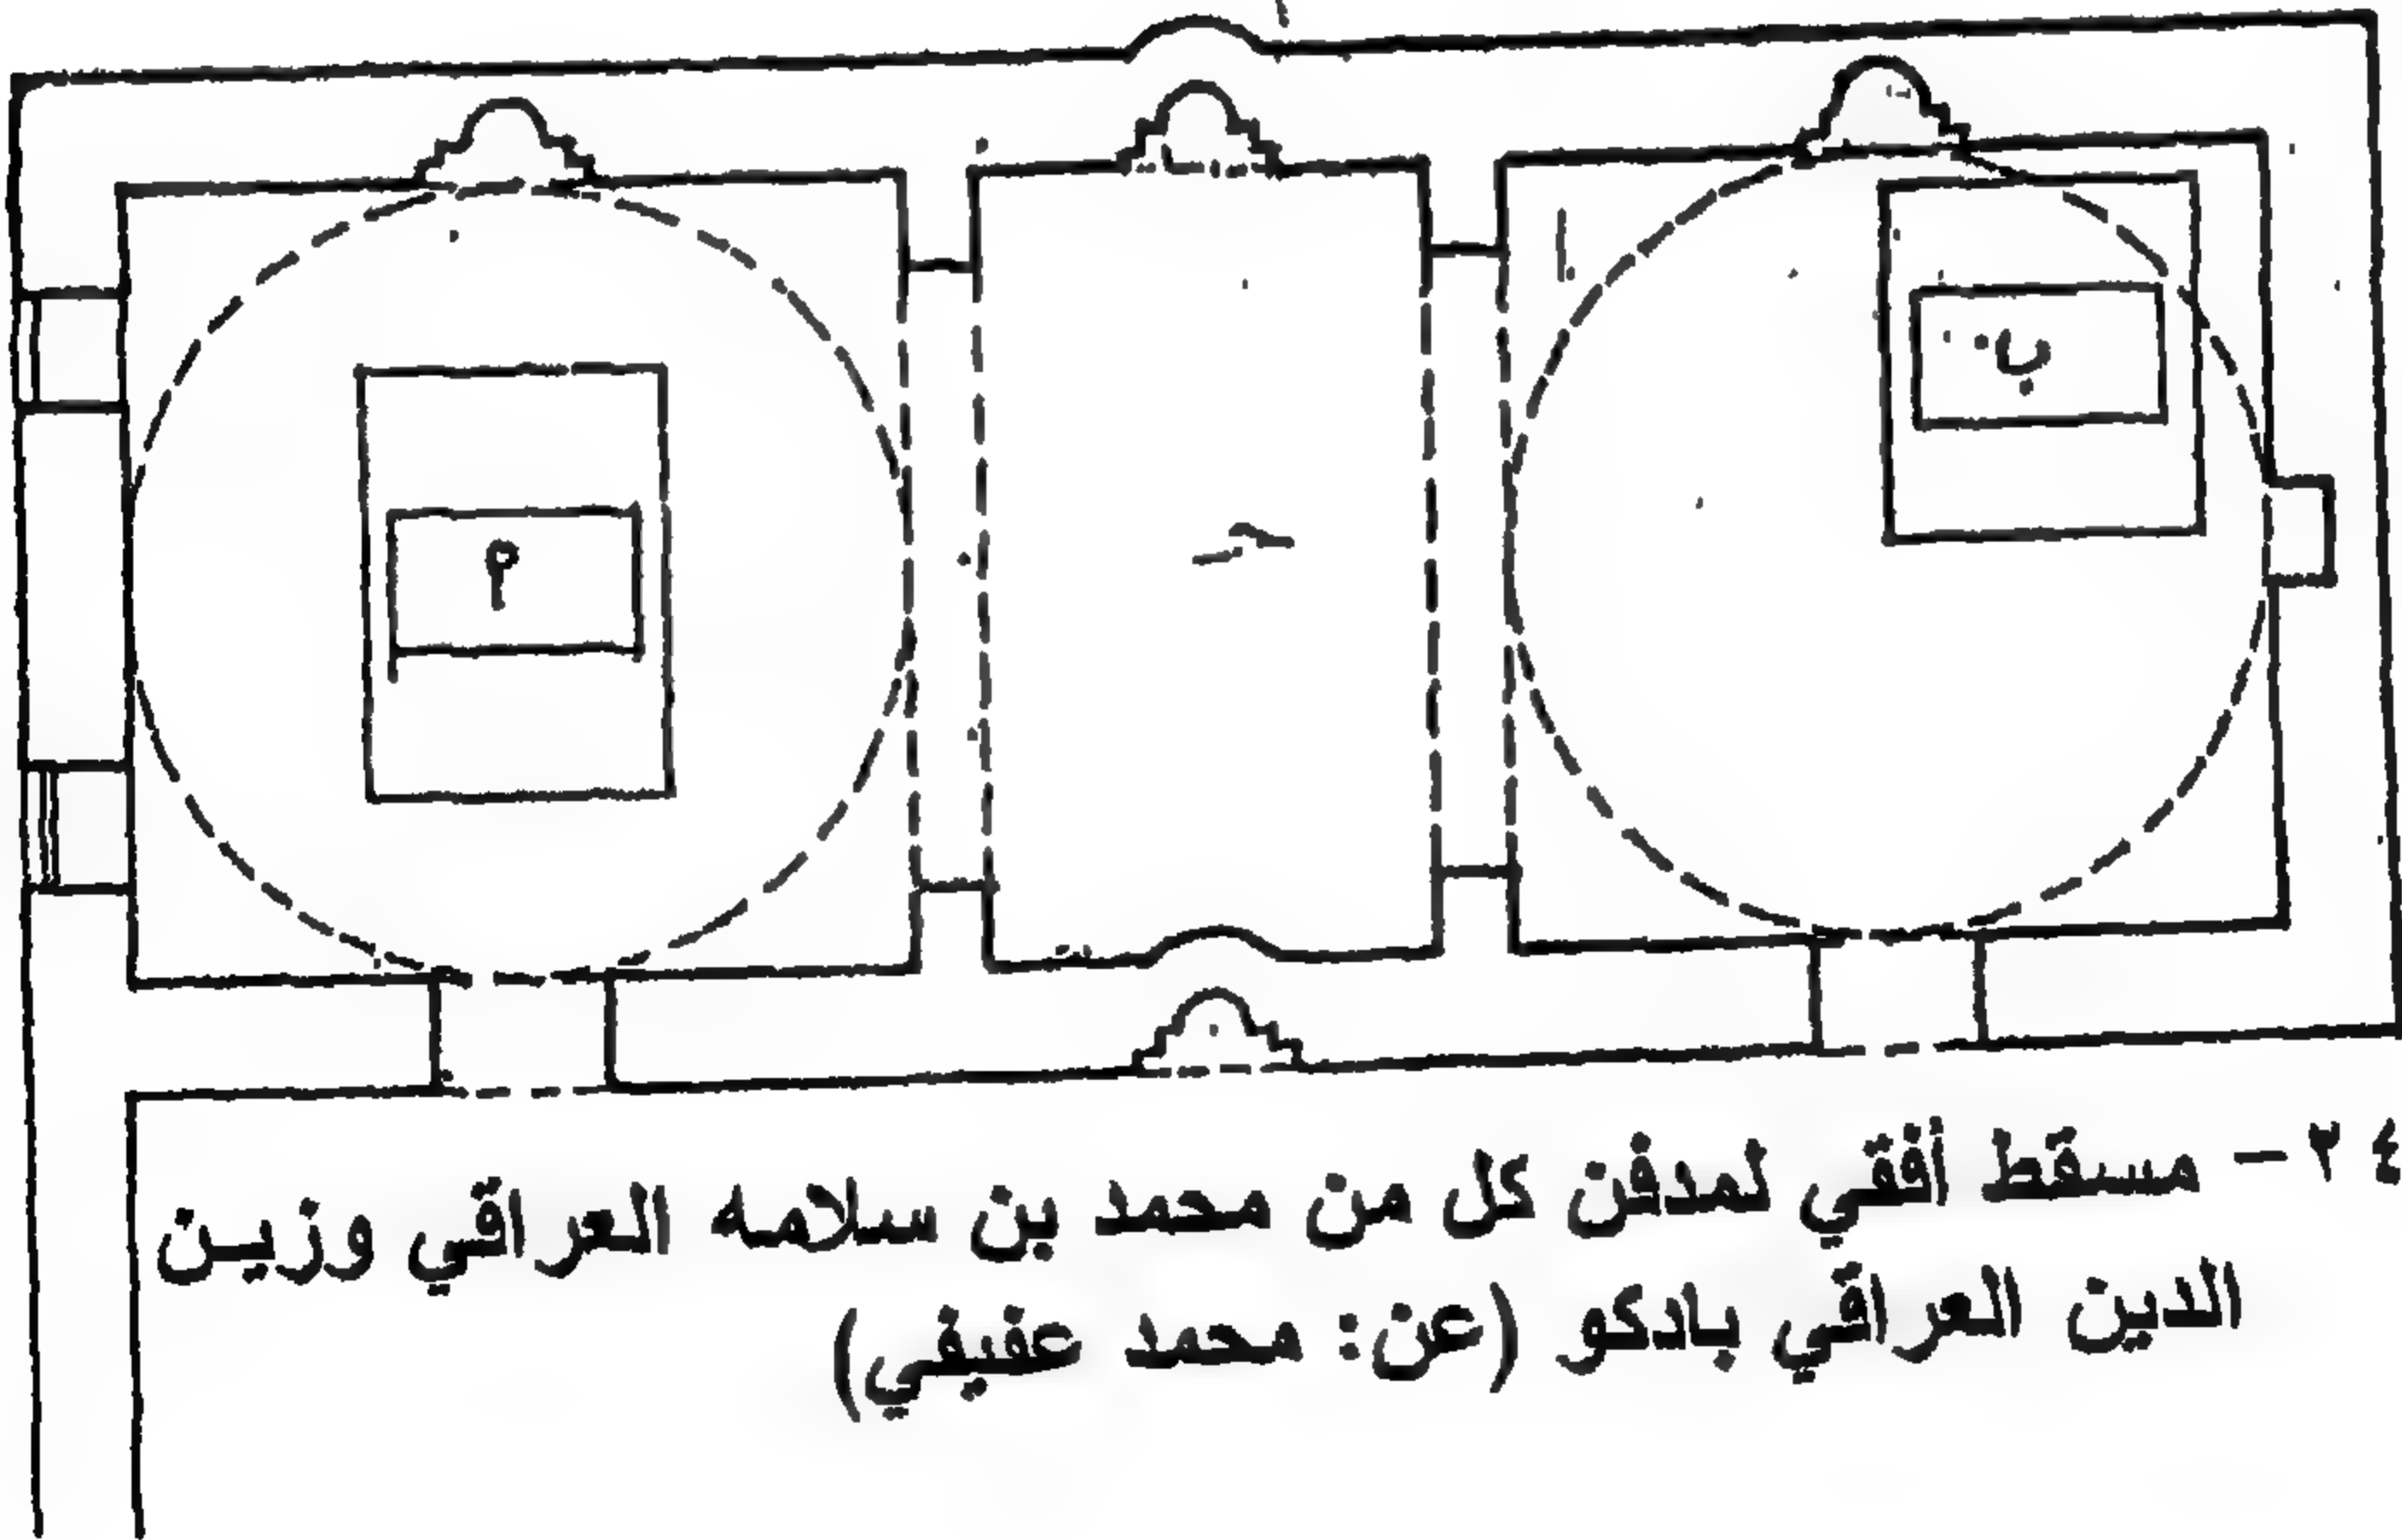 ب
م
حـ
٢٤ – مسقط أفقي لمدفن كل من محمد بن سلامه العراقي وزين
الدين العراقي بادكو (عن: محمد عفيفي)